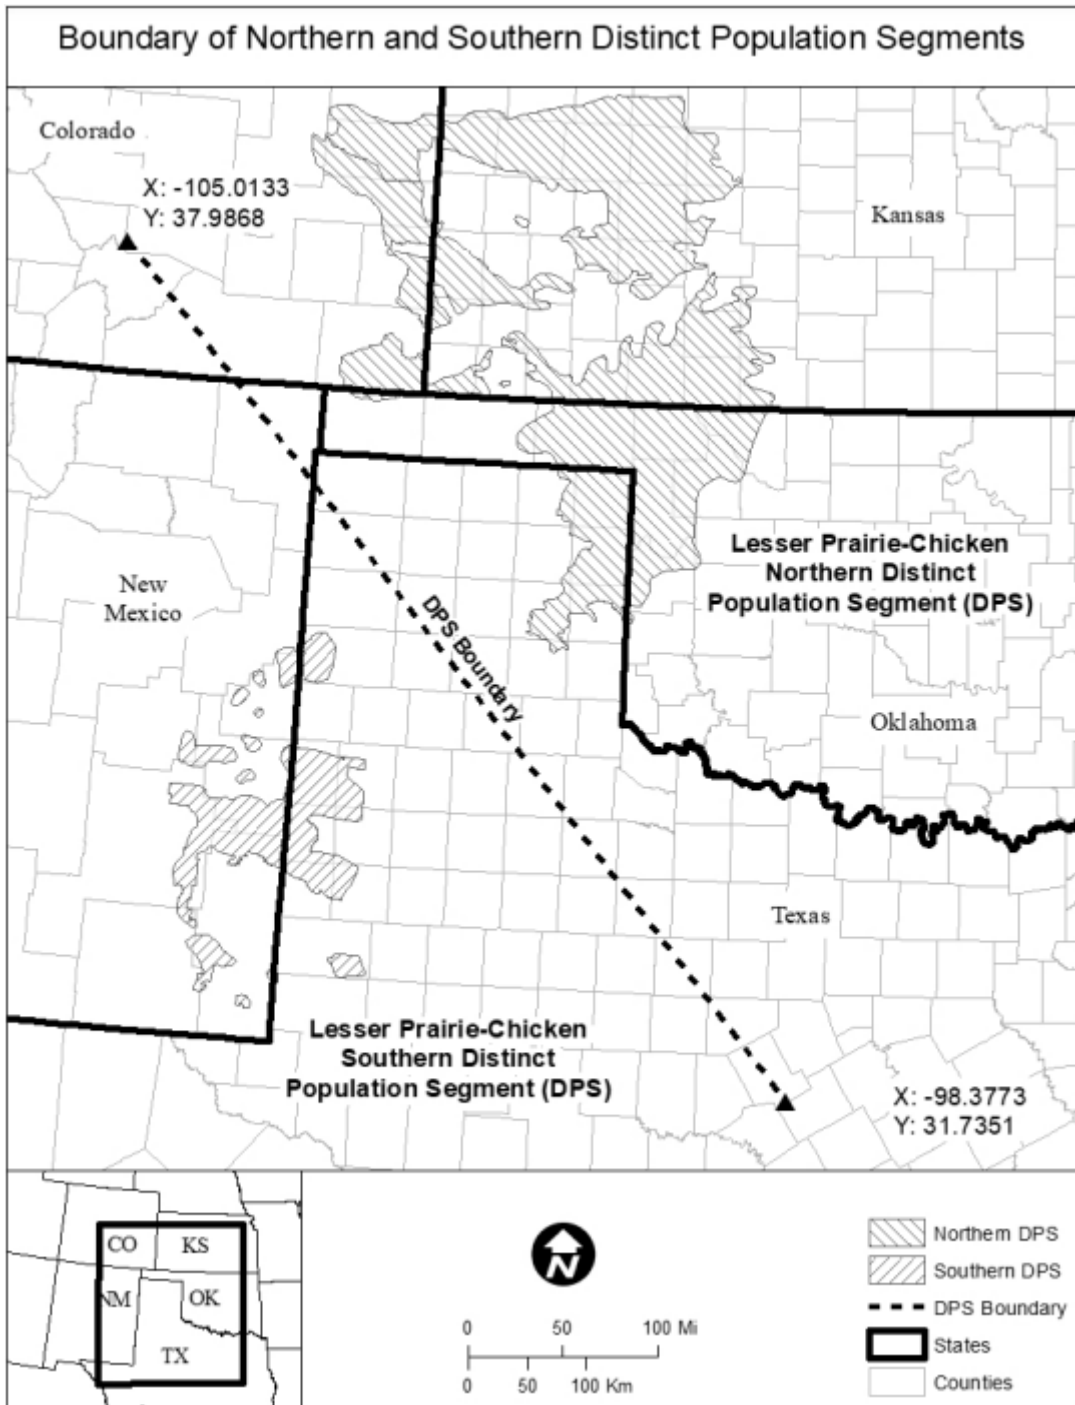 Boundary of Northern and Southern Distinct Population Segments
Colorado
X: -105.0133
Y: 37.9868
Kansas
Lesser Prairie-Chicken
Northern Distinct
Population Segment (DPS)
New
Mexico
DPS Boundary
Oklahoma
Texas
Lesser Prairie-Chicken
Southern Distinct
Population Segment (DPS)
X: -98.3773
Y: 31.7351
CO
KS
NM
OK
TX
N
0 50 100 Mi
0 50 100 Km
Northern DPS
Southern DPS
DPS Boundary
States
Counties